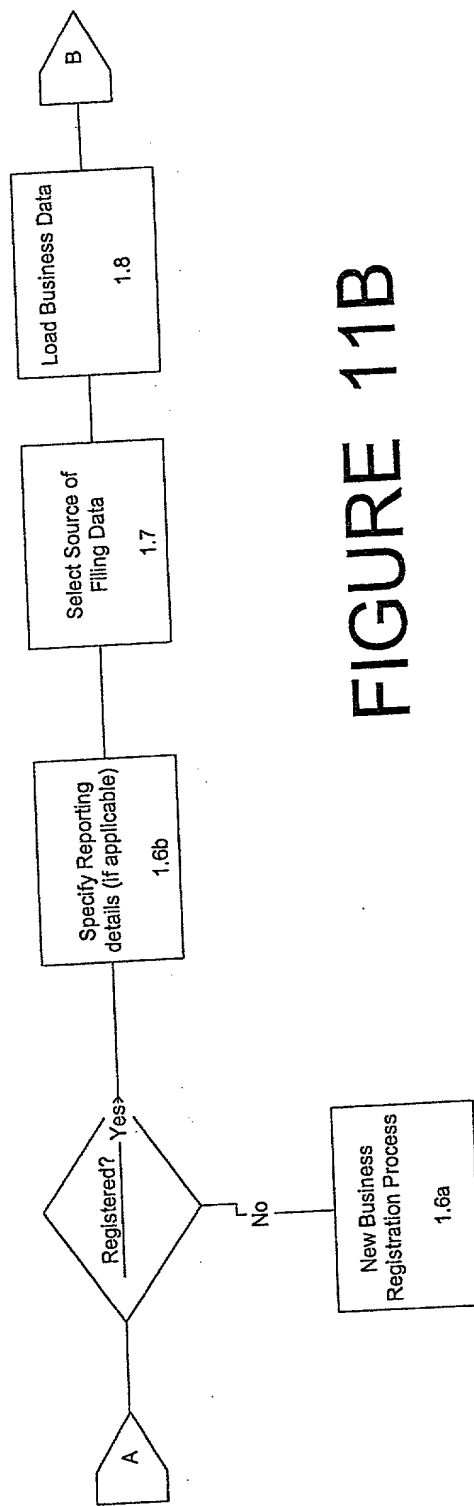 A
Registered?
Yes
No
New Business
Registration Process
1.6a
Specify Reporting
details (if applicable)
1.6b
Select Source of
Filing Data
1.7
Load Business Data
1.8
B
FIGURE 11B